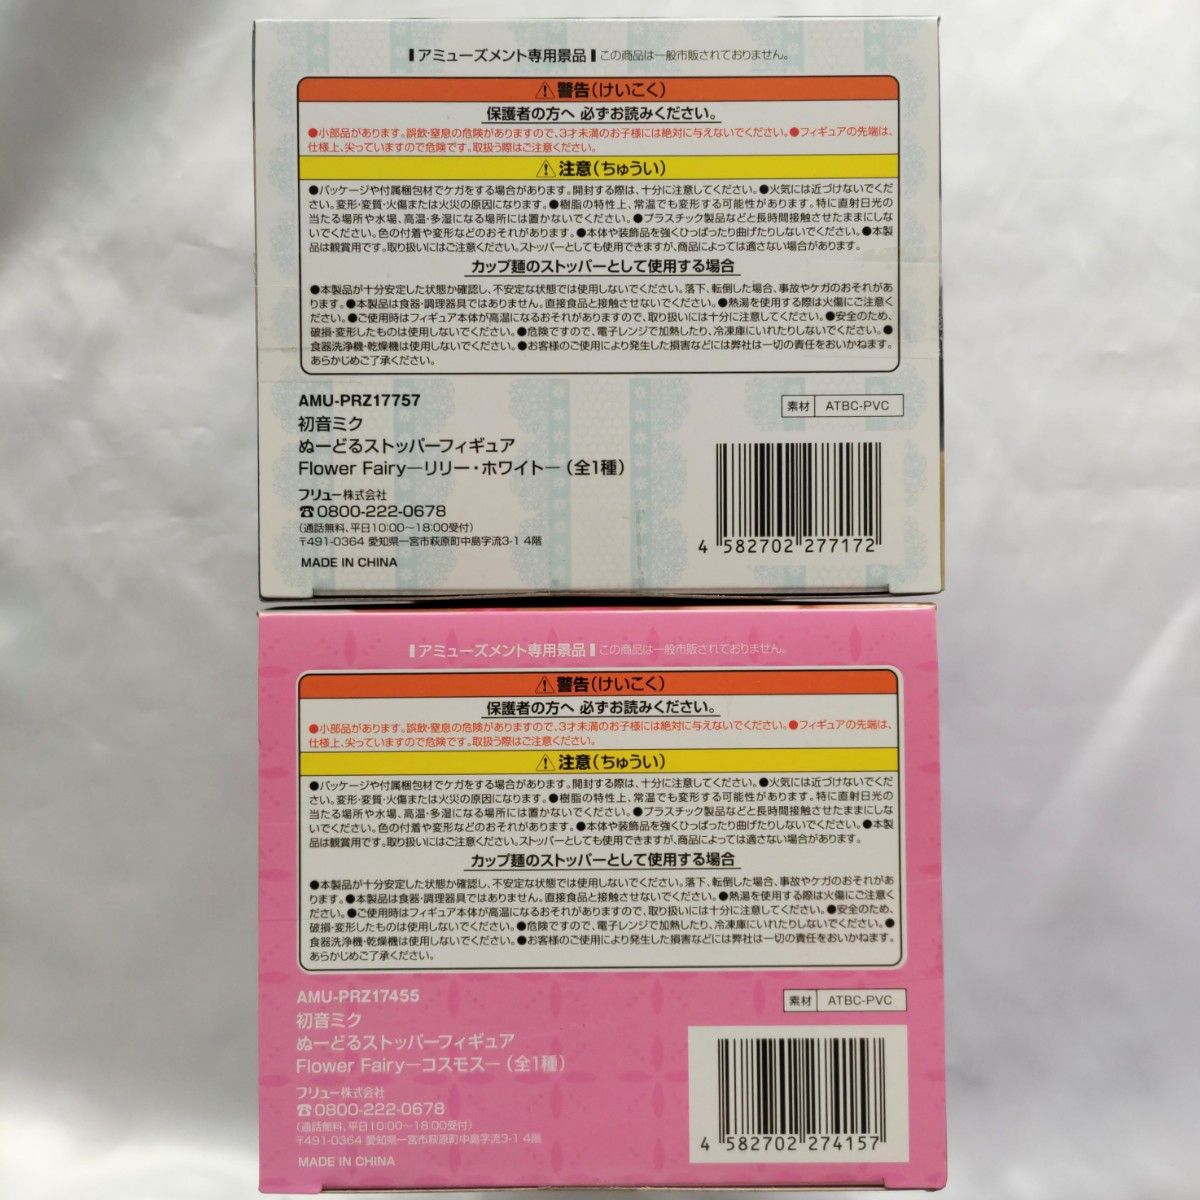 アミューズメント専用景品 この商品は一般市販されておりません。
⚠警告(けいこく)
保護者の方へ 必ずお読みください。
●小部品があります。誤飲・窒息の危険がありますので、3才未満のお子様には絶対に与えないでください。●フィギュアの先端は、
仕様上、尖っていますので危険です。取扱う際はご注意ください。
⚠注意(ちゅうい)
●パッケージや付属梱包材でケガをする場合があります。開封する際は、十分に注意してください。●火気には近づけないでくだ
さい。変形・変質・火傷または火災の原因になります。●樹脂の特性上、常温でも変形する可能性があります。特に直射日光の
当たる場所や水場、高温・多湿になる場所には置かないでください。●プラスチック製品などと長時間接触させたままにしな
いでください。色の付着や変形などのおそれがあります。●本体や装飾品を強くひっぱったり曲げたりしないでください。●本製
品は観賞用です。取り扱いにはご注意ください。ストッパーとしても使用できますが、商品によっては適さない場合があります。
カップ麺のストッパーとして使用する場合
●本製品が十分安定した状態か確認し、不安定な状態では使用しないでください。落下、転倒した場合、事故やケガのおそれがあ
ります。●本製品は食器・調理器具ではありません。直接食品と接触させないでください。●熱湯を使用する際は火傷にご注意く
ださい。●ご使用時はフィギュア本体が高温になるおそれがありますので、取り扱いには十分に注意してください。●安全のため、
破損・変形したものは使用しないでください。●危険ですので、電子レンジで加熱したり、冷凍庫にいれたりしないでください。●
食器洗浄機・乾燥機は使用しないでください。●お客様のご使用により発生した損害などには弊社は一切の責任をおいかねます。
あらかじめご了承ください。
AMU-PRZ17757
素材 ATBC-PVC
初音ミク
ぬーどるストッパーフィギュア
Flower Fairy―リリー・ホワイト―(全1種)
フリュー株式会社
☎0800-222-0678
(通話無料、平日10:00~18:00受付)
〒491-0364 愛知県一宮市萩原町中島字流3-1 4階
MADE IN CHINA
4 582702 277172
アミューズメント専用景品 この商品は一般市販されておりません。
⚠警告(けいこく)
保護者の方へ 必ずお読みください。
●小部品があります。誤飲・窒息の危険がありますので、3才未満のお子様には絶対に与えないでください。●フィギュアの先端は、
仕様上、尖っていますので危険です。取扱う際はご注意ください。
⚠注意(ちゅうい)
●パッケージや付属梱包材でケガをする場合があります。開封する際は、十分に注意してください。●火気には近づけないでくだ
さい。変形・変質・火傷または火災の原因になります。●樹脂の特性上、常温でも変形する可能性があります。特に直射日光の
当たる場所や水場、高温・多湿になる場所には置かないでください。●プラスチック製品などと長時間接触させたままにしな
いでください。色の付着や変形などのおそれがあります。●本体や装飾品を強くひっぱったり曲げたりしないでください。●本製
品は観賞用です。取り扱いにはご注意ください。ストッパーとしても使用できますが、商品によっては適さない場合があります。
カップ麺のストッパーとして使用する場合
●本製品が十分安定した状態か確認し、不安定な状態では使用しないでください。落下、転倒した場合、事故やケガのおそれがあ
ります。●本製品は食器・調理器具ではありません。直接食品と接触させないでください。●熱湯を使用する際は火傷にご注意く
ださい。●ご使用時はフィギュア本体が高温になるおそれがありますので、取り扱いには十分に注意してください。●安全のため、
破損・変形したものは使用しないでください。●危険ですので、電子レンジで加熱したり、冷凍庫にいれたりしないでください。●
食器洗浄機・乾燥機は使用しないでください。●お客様のご使用により発生した損害などには弊社は一切の責任をおいかねます。
あらかじめご了承ください。
AMU-PRZ17455
素材 ATBC-PVC
初音ミク
ぬーどるストッパーフィギュア
Flower Fairy―コスモス―(全1種)
フリュー株式会社
☎0800-222-0678
(通話無料、平日10:00~18:00受付)
〒491-0364 愛知県一宮市萩原町中島字流3-1 4階
MADE IN CHINA
4 582702 274157